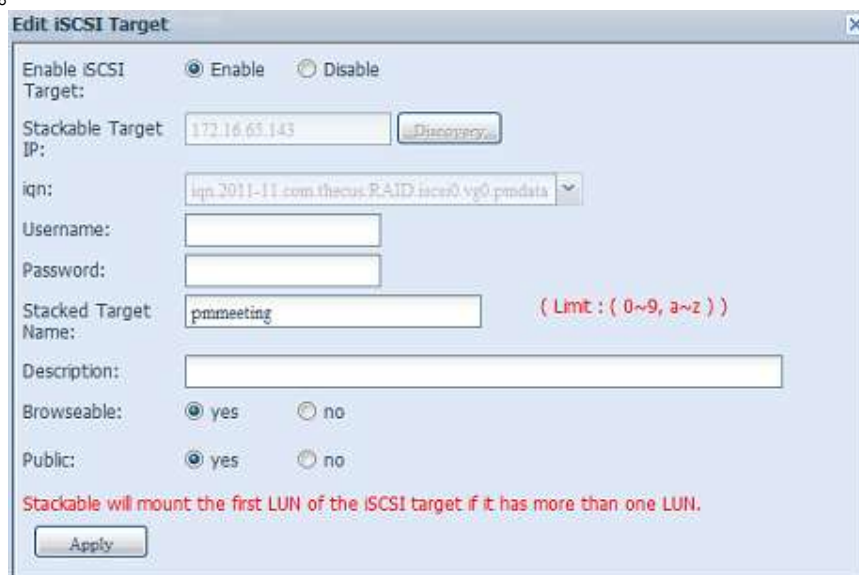 Edit iSCSI Target
Enable iSCSI Target: Enable Disable
Stackable Target IP: 172.16.65.143 Discovery
iqn: iqn.2011-11.com.thecus:RAID.iscsi0.vg0.pmdata
Username:
Password:
Stacked Target Name: pmmeeting ( Limit : ( 0~9, a~z ) )
Description:
Browseable: yes no
Public: yes no
Stackable will mount the first LUN of the iSCSI target if it has more than one LUN.
Apply